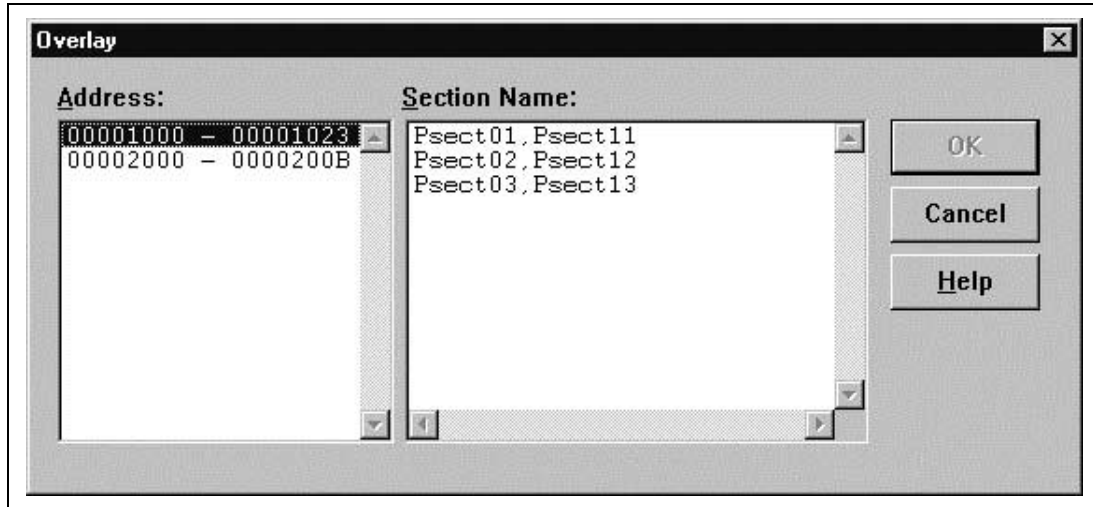 Overlay
Address:
00001000 – 00001023
00002000 – 0000200B
Section Name:
Psect01,Psect11
Psect02,Psect12
Psect03,Psect13
OK
Cancel
Help